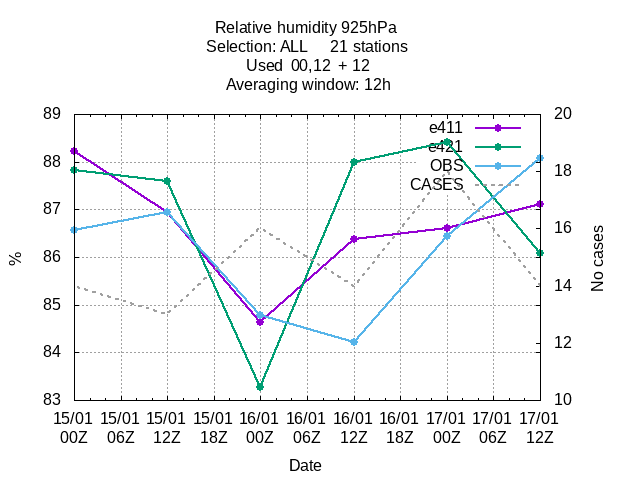 Relative humidity 925hPa
Selection: ALL     21 stations
Used  00,12  + 12
Averaging window: 12h
89
88
87
86
85
84
83
%
20
18
16
14
12
10
No cases
e411
e421
OBS
CASES
15/01 15/01 15/01 15/01 16/01 16/01 16/01 16/01 17/01 17/01 17/01
00Z 06Z 12Z 18Z 00Z 06Z 12Z 18Z 00Z 06Z 12Z
Date